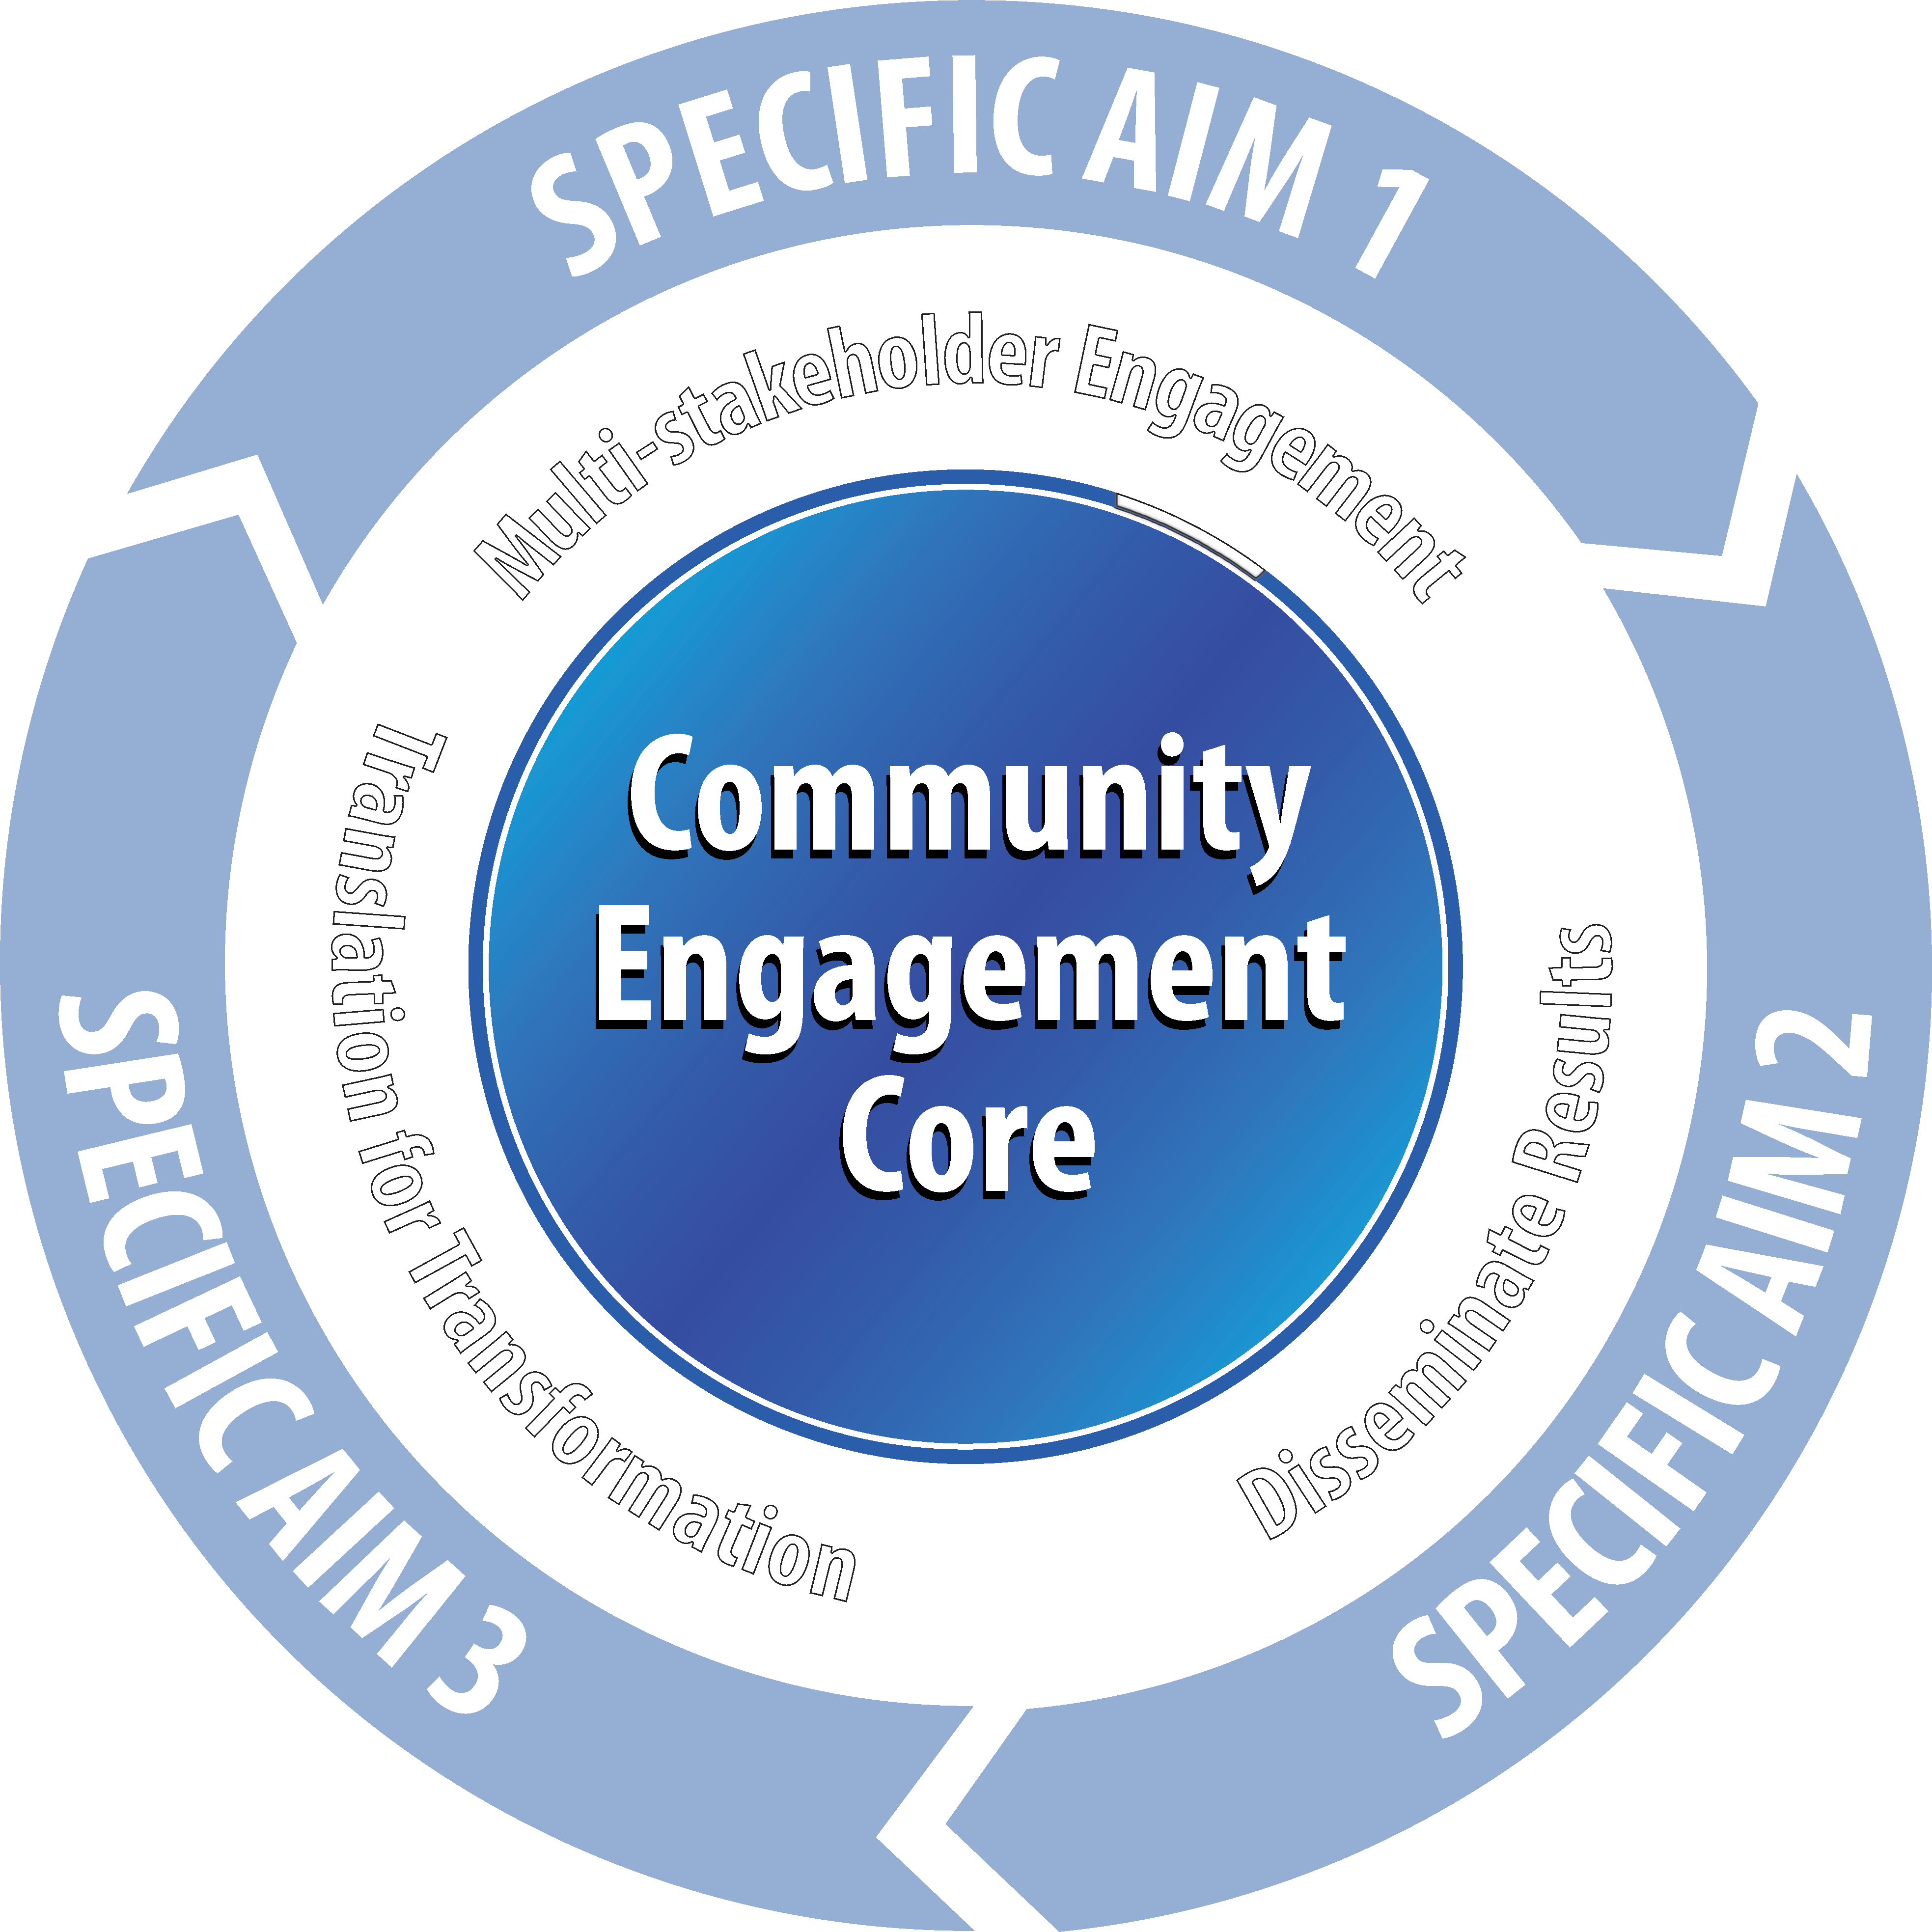 SPECIFIC AIM 1
Multi-stakeholder Engagement
Community
Engagement
Core
SPECIFIC AIM 2
Disseminate Results
SPECIFIC AIM 3
Translation for Transformation